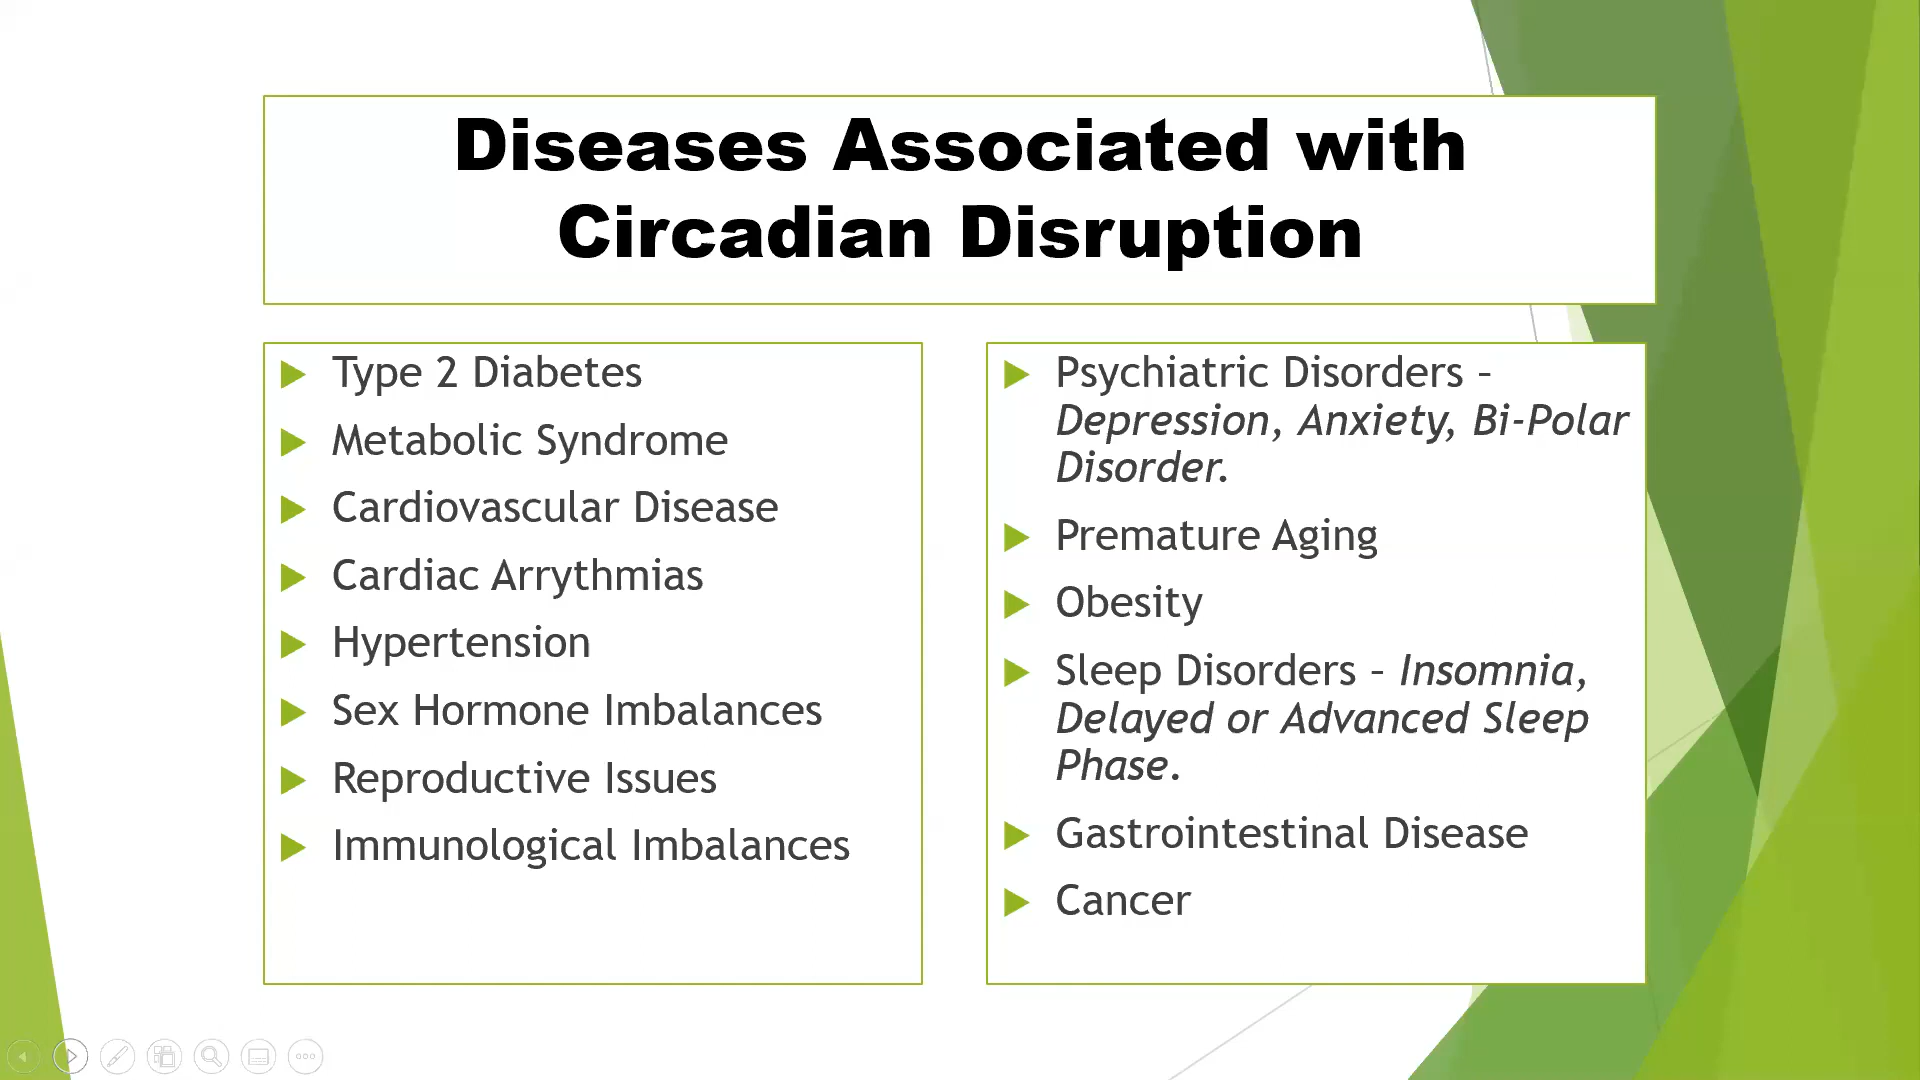 Diseases Associated with
Circadian Disruption
Type 2 Diabetes
Metabolic Syndrome
Cardiovascular Disease
Cardiac Arrythmias
Hypertension
Sex Hormone Imbalances
Reproductive Issues
Immunological Imbalances
Psychiatric Disorders –
Depression, Anxiety, Bi-Polar
Disorder.
Premature Aging
Obesity
Sleep Disorders – Insomnia,
Delayed or Advanced Sleep
Phase.
Gastrointestinal Disease
Cancer